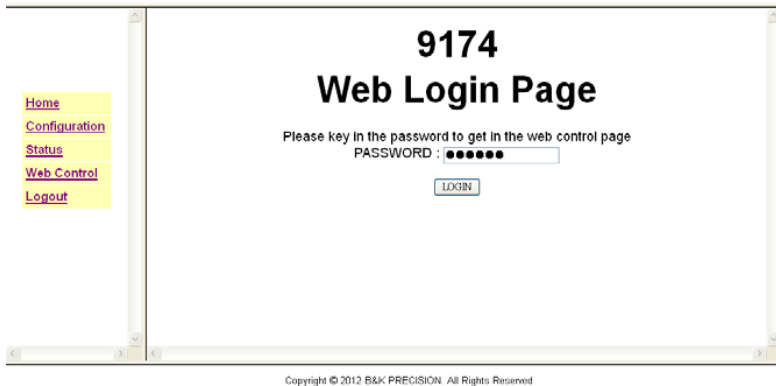 Home
Configuration
Status
Web Control
Logout
9174
Web Login Page
Please key in the password to get in the web control page
PASSWORD : ●●●●●●
LOGIN
Copyright © 2012 B&K PRECISION. All Rights Reserved